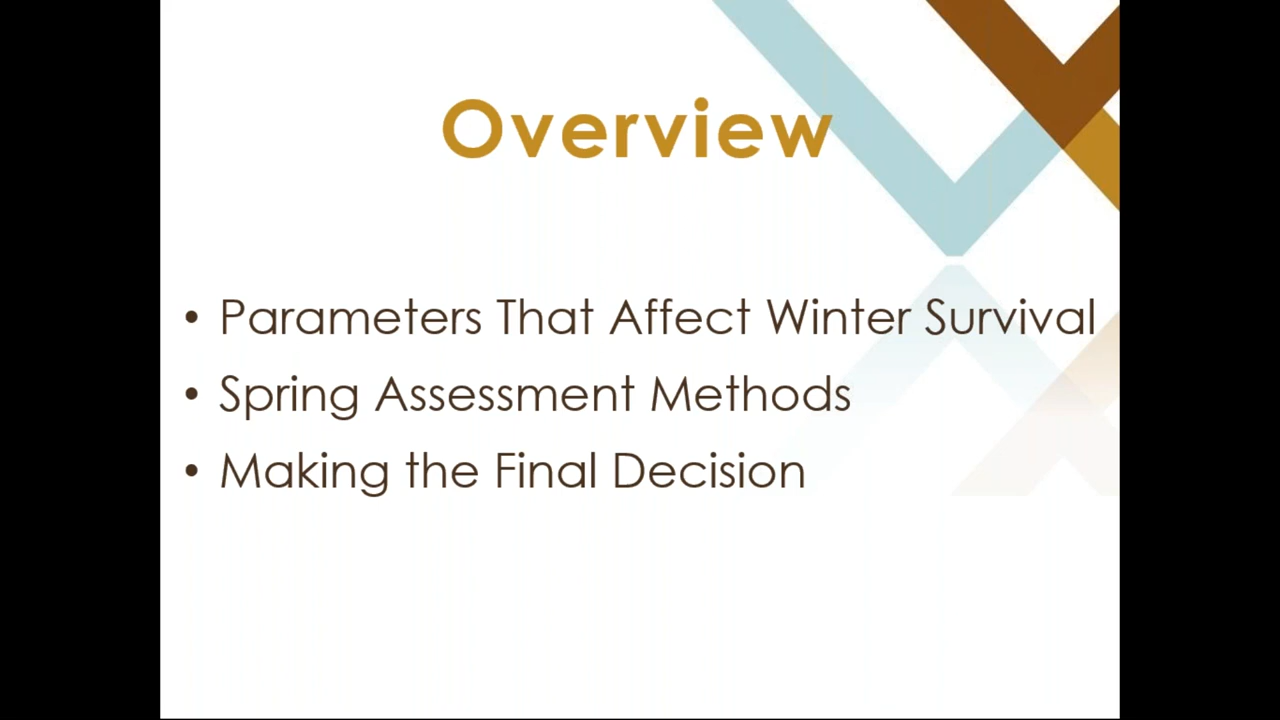 Overview
• Parameters That Affect Winter Survival
• Spring Assessment Methods
• Making the Final Decision